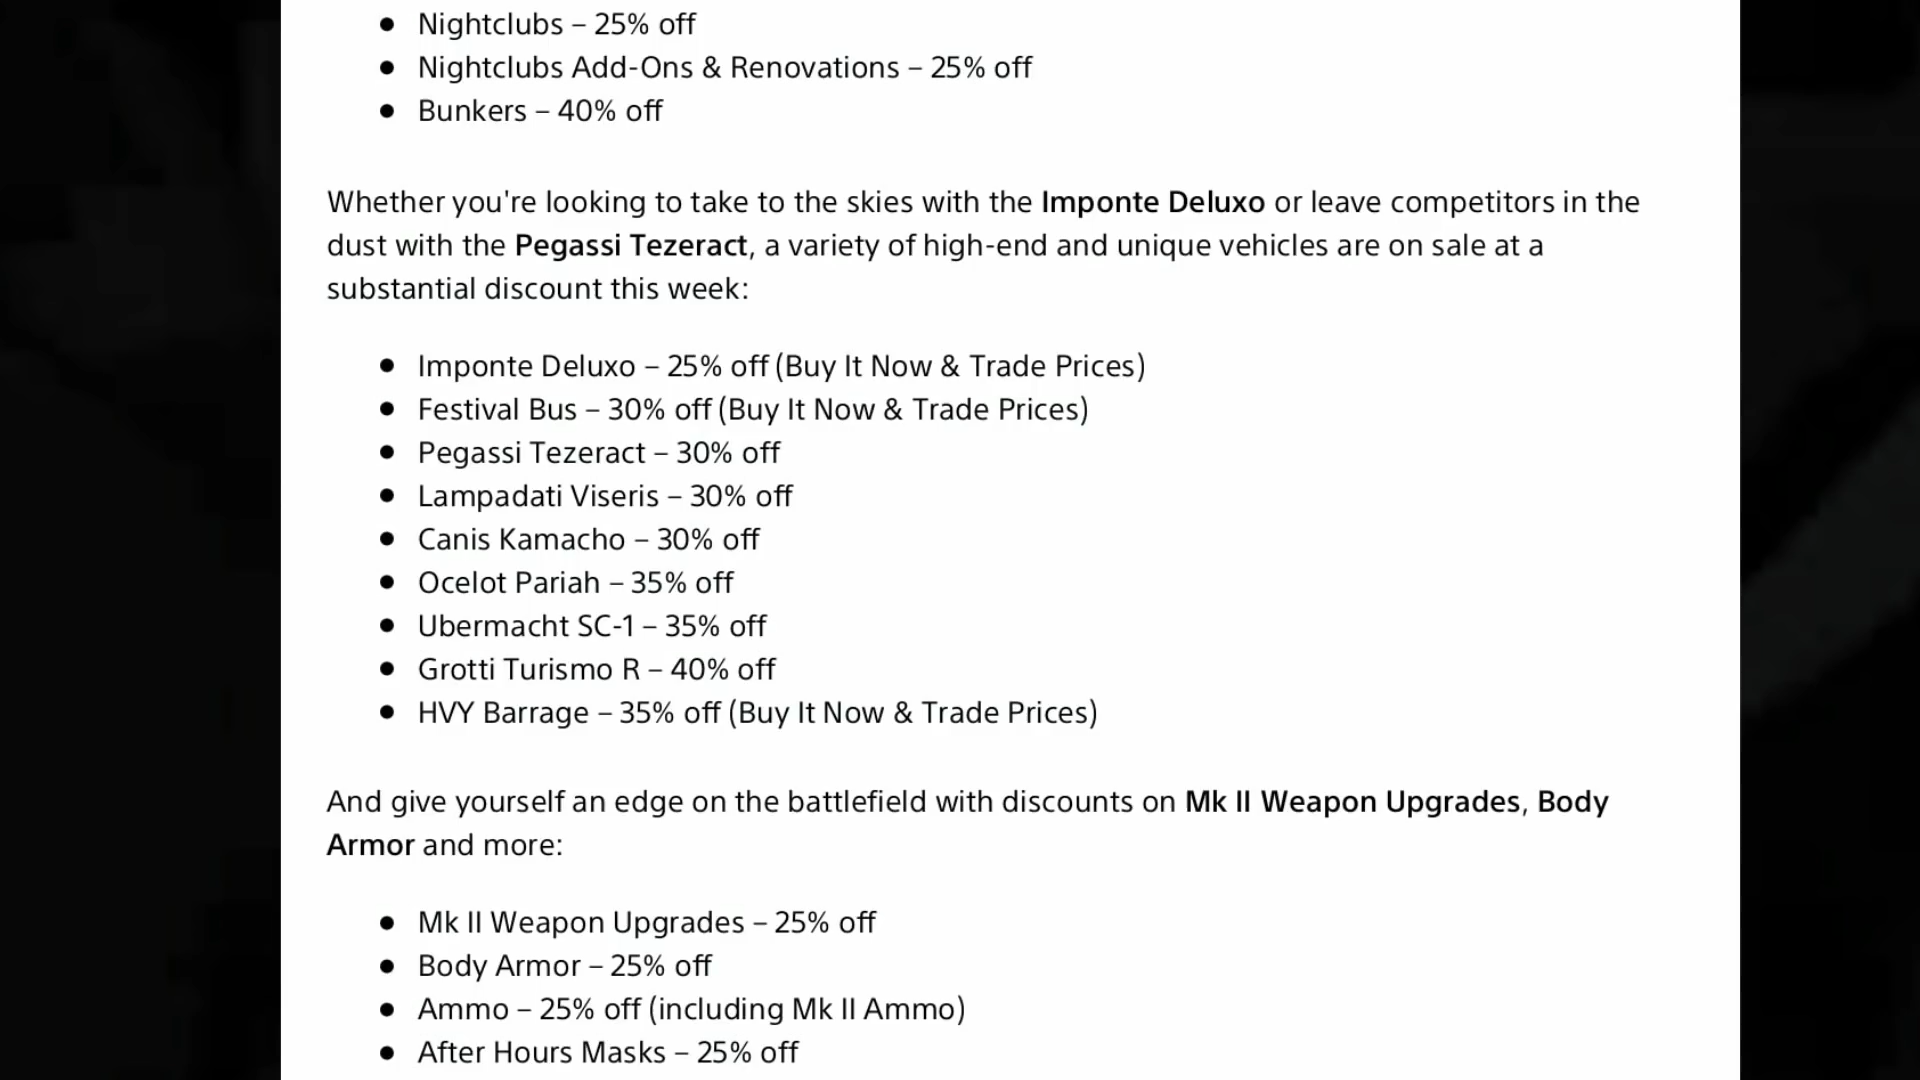 • Nightclubs – 25% off
• Nightclubs Add-Ons & Renovations – 25% off
• Bunkers – 40% off
Whether you're looking to take to the skies with the Imponte Deluxo or leave competitors in the
dust with the Pegassi Tezeract, a variety of high-end and unique vehicles are on sale at a
substantial discount this week:
• Imponte Deluxo – 25% off (Buy It Now & Trade Prices)
• Festival Bus – 30% off (Buy It Now & Trade Prices)
• Pegassi Tezeract – 30% off
• Lampadati Viseris – 30% off
• Canis Kamacho – 30% off
• Ocelot Pariah – 35% off
• Ubermacht SC-1 – 35% off
• Grotti Turismo R – 40% off
• HVY Barrage – 35% off (Buy It Now & Trade Prices)
And give yourself an edge on the battlefield with discounts on Mk II Weapon Upgrades, Body
Armor and more:
• Mk II Weapon Upgrades – 25% off
• Body Armor – 25% off
• Ammo – 25% off (including Mk II Ammo)
• After Hours Masks – 25% off